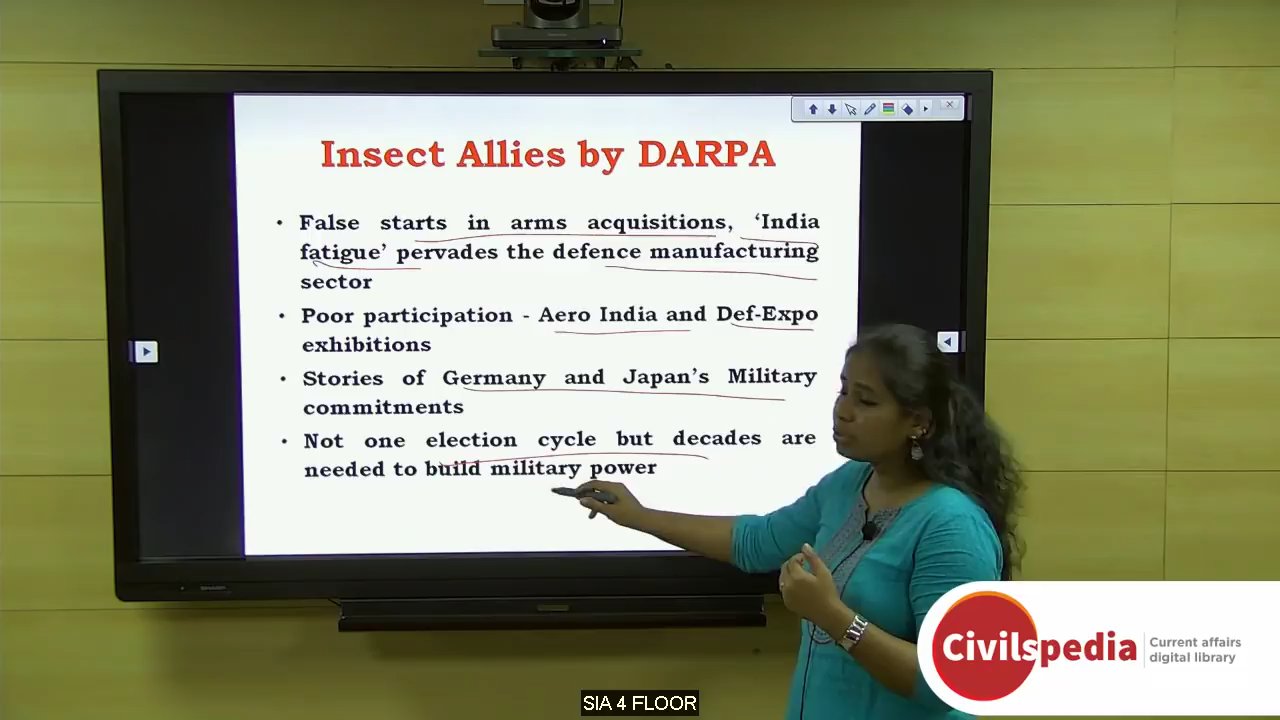 Insect Allies by DARPA
• False starts in arms acquisitions, ‘India
fatigue’ pervades the defence manufacturing
sector
• Poor participation - Aero India and Def-Expo
exhibitions
• Stories of Germany and Japan’s Military
commitments
• Not one election cycle but decades are
needed to build military power
Civilspedia
Current affairs
digital library
SIA 4 FLOOR